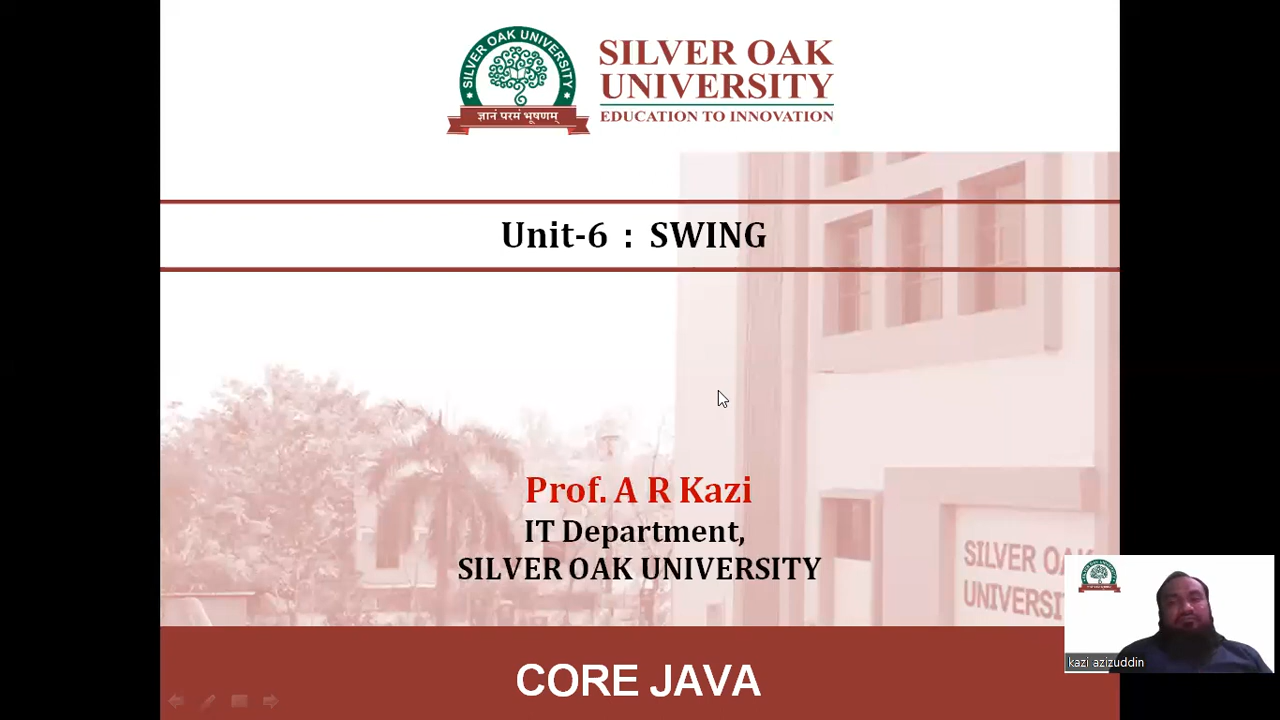 SILVER OAK UNIVERSITY
ज्ञानं परमं भूषणम्
SILVER OAK
UNIVERSITY
EDUCATION TO INNOVATION
Unit-6 : SWING
Prof. A R Kazi
IT Department,
SILVER OAK UNIVERSITY
SILVER OAK
UNIVERSI
kazi azizuddin
CORE JAVA